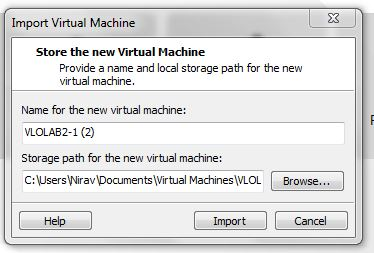 Import Virtual Machine
Store the new Virtual Machine
Provide a name and local storage path for the new
virtual machine.
Name for the new virtual machine:
VLOLAB2-1 (2)
Storage path for the new virtual machine:
C:\Users\Nirav\Documents\Virtual Machines\VLOL
Browse...
Help
Import
Cancel